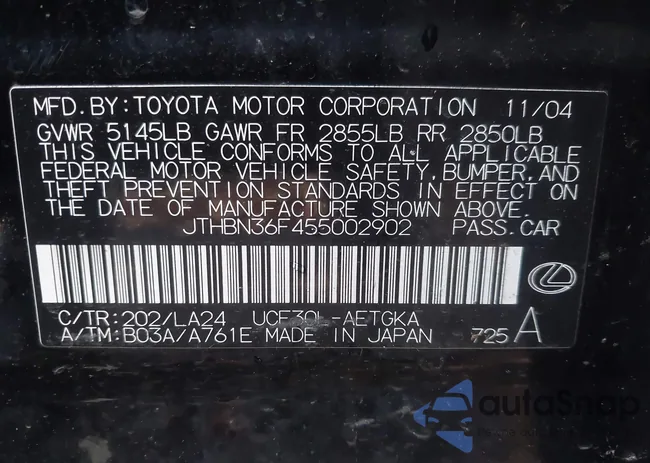 MFD. BY: TOYOTA MOTOR CORPORATION 11/04
GVWR 5145LB GAWR FR 2855LB RR 2850LB
THIS VEHICLE CONFORMS TO ALL APPLICABLE
FEDERAL MOTOR VEHICLE SAFETY, BUMPER, AND
THEFT PREVENTION STANDARDS IN EFFECT ON
THE DATE OF MANUFACTURE SHOWN ABOVE.
JTHBN36F455002902 PASS. CAR
C/TR: 202/LA24 UCF30L-AETGKA
A/TM: B03A/A761E MADE IN JAPAN 725 A
autoSnap